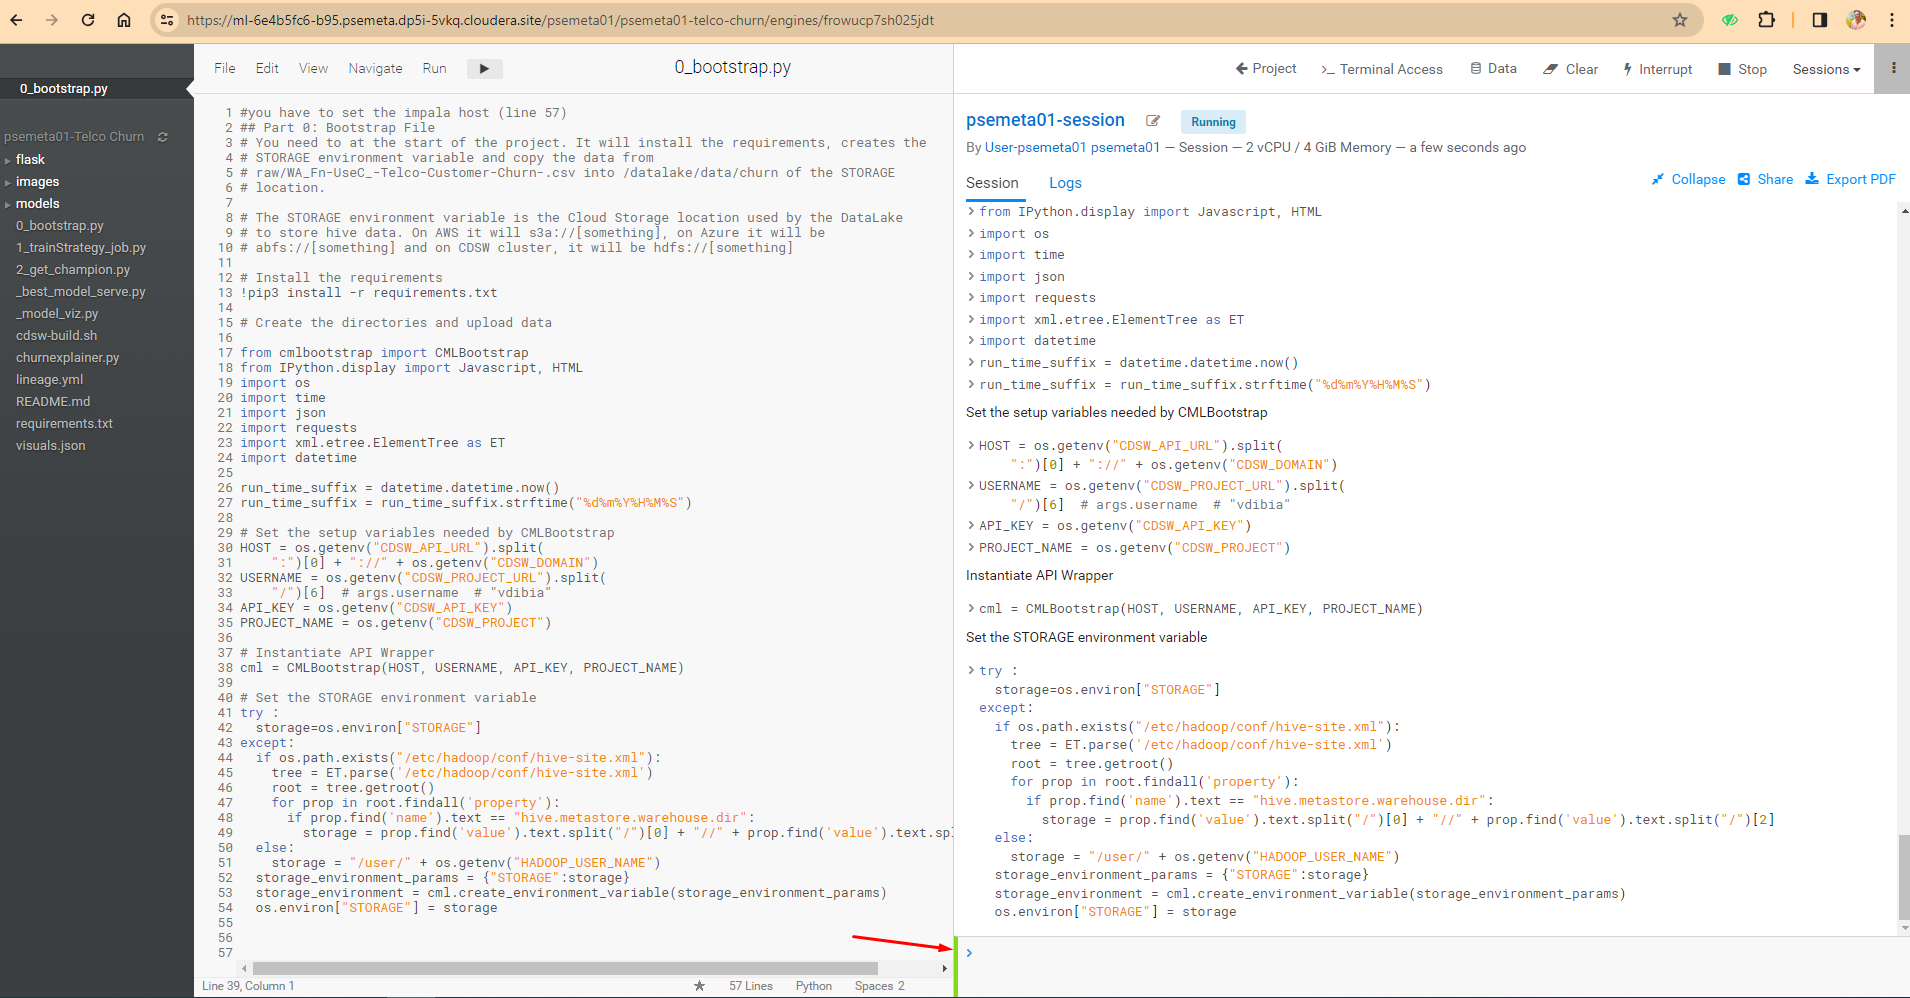 https://ml-6e4b5fc6-b95.psemeta.dp5i-5vkq.cloudera.site/psemeta01/psemeta01-telco-churn/engines/frowucp7sh025jdt
0_bootstrap.py
psemeta01-Telco Churn
flask
images
models
0_bootstrap.py
1_trainStrategy_job.py
2_get_champion.py
_best_model_serve.py
_model_viz.py
cdsw-build.sh
churnexplainer.py
lineage.yml
README.md
requirements.txt
visuals.json
File Edit View Navigate Run 0_bootstrap.py
1 #you have to set the impala host (line 57)
2 ## Part 0: Bootstrap File
3 # You need to at the start of the project. It will install the requirements, creates the
4 # STORAGE environment variable and copy the data from
5 # raw/WA_Fn-UseC_-Telco-Customer-Churn-.csv into /datalake/data/churn of the STORAGE
6 # location.
7
8 # The STORAGE environment variable is the Cloud Storage location used by the DataLake
9 # to store hive data. On AWS it will s3a://[something], on Azure it will be
10 # abfs://[something] and on CDSW cluster, it will be hdfs://[something]
11
12 # Install the requirements
13 !pip3 install -r requirements.txt
14
15 # Create the directories and upload data
16
17 from cmlbootstrap import CMLBootstrap
18 from IPython.display import Javascript, HTML
19 import os
20 import time
21 import json
22 import requests
23 import xml.etree.ElementTree as ET
24 import datetime
25
26 run_time_suffix = datetime.datetime.now()
27 run_time_suffix = run_time_suffix.strftime("%d%m%Y%H%M%S")
28
29 # Set the setup variables needed by CMLBootstrap
30 HOST = os.getenv("CDSW_API_URL").split(
31     ":")[0] + "://" + os.getenv("CDSW_DOMAIN")
32 USERNAME = os.getenv("CDSW_PROJECT_URL").split(
33     "/")[6]  # args.username  # "vdibia"
34 API_KEY = os.getenv("CDSW_API_KEY")
35 PROJECT_NAME = os.getenv("CDSW_PROJECT")
36
37 # Instantiate API Wrapper
38 cml = CMLBootstrap(HOST, USERNAME, API_KEY, PROJECT_NAME)
39
40 # Set the STORAGE environment variable
41 try :
42   storage=os.environ["STORAGE"]
43 except:
44   if os.path.exists("/etc/hadoop/conf/hive-site.xml"):
45     tree = ET.parse('/etc/hadoop/conf/hive-site.xml')
46     root = tree.getroot()
47     for prop in root.findall('property'):
48       if prop.find('name').text == "hive.metastore.warehouse.dir":
49         storage = prop.find('value').text.split("/")[0] + "//" + prop.find('value').text.spl
50   else:
51     storage = "/user/" + os.getenv("HADOOP_USER_NAME")
52   storage_environment_params = {"STORAGE":storage}
53   storage_environment = cml.create_environment_variable(storage_environment_params)
54   os.environ["STORAGE"] = storage
55
56
57
Line 39, Column 1 57 Lines Python Spaces 2
Project Terminal Access Data Clear Interrupt Stop Sessions
psemeta01-session Running
By User-psemeta01 psemeta01 — Session — 2 vCPU / 4 GiB Memory — a few seconds ago
Session Logs Collapse Share Export PDF
> from IPython.display import Javascript, HTML
> import os
> import time
> import json
> import requests
> import xml.etree.ElementTree as ET
> import datetime
> run_time_suffix = datetime.datetime.now()
> run_time_suffix = run_time_suffix.strftime("%d%m%Y%H%M%S")
Set the setup variables needed by CMLBootstrap
> HOST = os.getenv("CDSW_API_URL").split(
    ":")[0] + "://" + os.getenv("CDSW_DOMAIN")
> USERNAME = os.getenv("CDSW_PROJECT_URL").split(
    "/")[6]  # args.username  # "vdibia"
> API_KEY = os.getenv("CDSW_API_KEY")
> PROJECT_NAME = os.getenv("CDSW_PROJECT")
Instantiate API Wrapper
> cml = CMLBootstrap(HOST, USERNAME, API_KEY, PROJECT_NAME)
Set the STORAGE environment variable
> try :
  storage=os.environ["STORAGE"]
except:
  if os.path.exists("/etc/hadoop/conf/hive-site.xml"):
    tree = ET.parse('/etc/hadoop/conf/hive-site.xml')
    root = tree.getroot()
    for prop in root.findall('property'):
      if prop.find('name').text == "hive.metastore.warehouse.dir":
        storage = prop.find('value').text.split("/")[0] + "//" + prop.find('value').text.split("/")[2]
  else:
    storage = "/user/" + os.getenv("HADOOP_USER_NAME")
  storage_environment_params = {"STORAGE":storage}
  storage_environment = cml.create_environment_variable(storage_environment_params)
  os.environ["STORAGE"] = storage
>